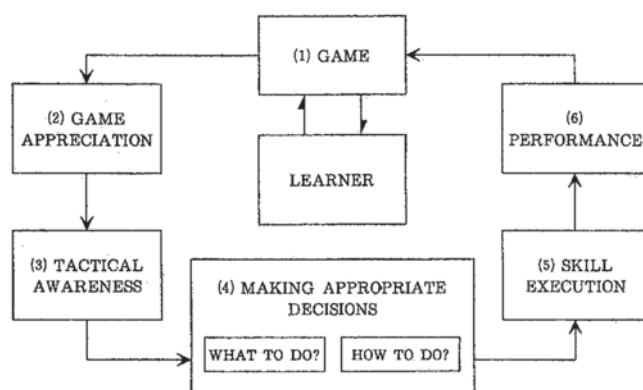 (1) GAME
(2) GAME
APPRECIATION
(6)
PERFORMANCE
LEARNER
(3) TACTICAL
AWARENESS
(4) MAKING APPROPRIATE
DECISIONS
WHAT TO DO?
HOW TO DO?
(5) SKILL
EXECUTION